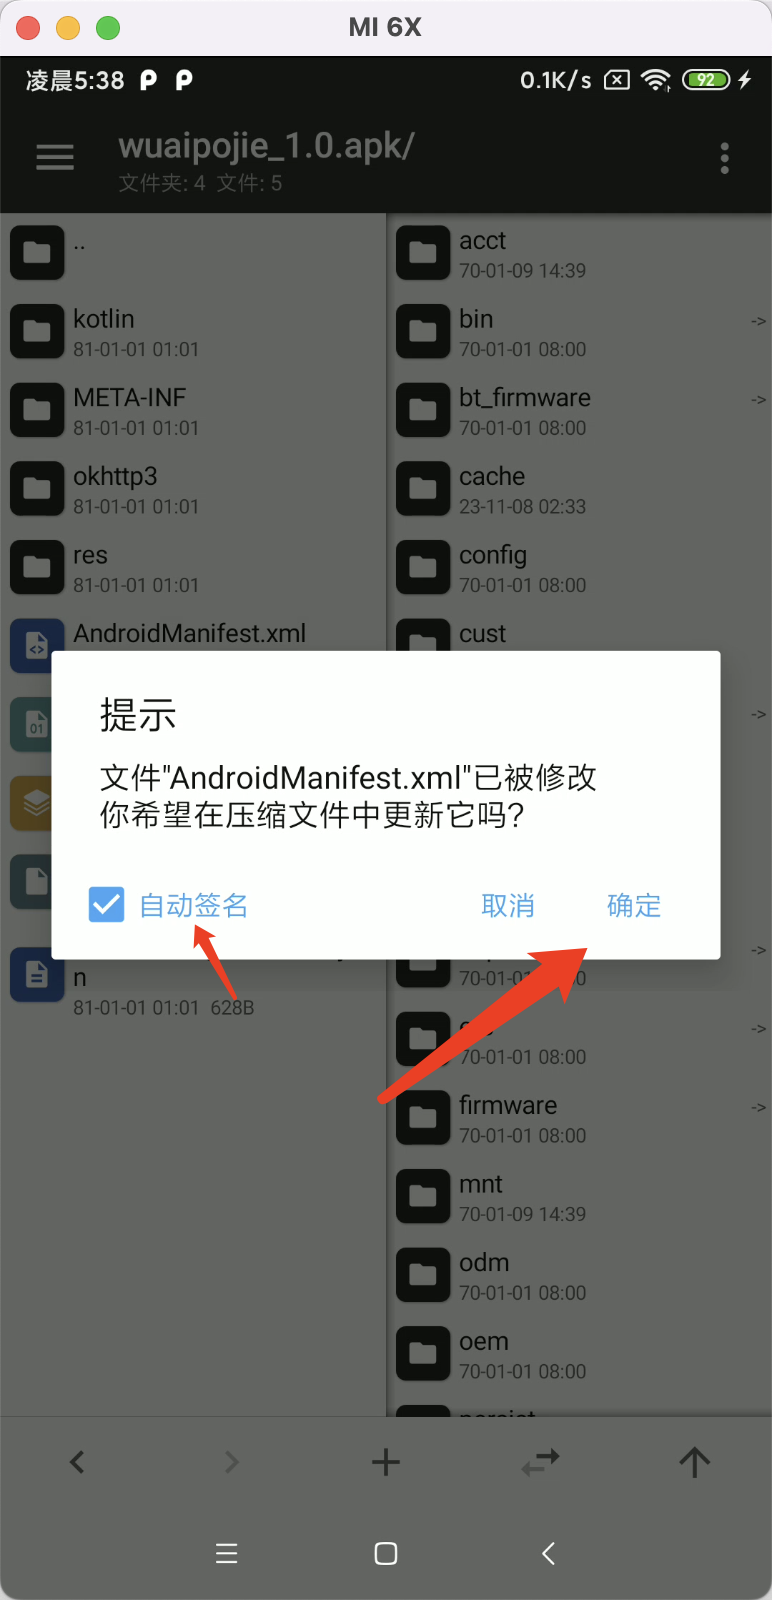 MI 6X
凌晨5:38
0.1K/s
92
wuaipojie_1.0.apk/
文件夹: 4 文件: 5
..
kotlin
81-01-01 01:01
META-INF
81-01-01 01:01
okhttp3
81-01-01 01:01
res
81-01-01 01:01
AndroidManifest.xml
n
81-01-01 01:01 628B
acct
70-01-09 14:39
bin
->
70-01-01 08:00
bt_firmware
->
70-01-01 08:00
cache
23-11-08 02:33
config
70-01-01 08:00
cust
->
提示
文件"AndroidManifest.xml"已被修改
你希望在压缩文件中更新它吗?
自动签名
取消
确定
->
->
70-01-01 08:00
firmware
->
70-01-01 08:00
mnt
70-01-09 14:39
odm
70-01-01 08:00
oem
70-01-01 08:00